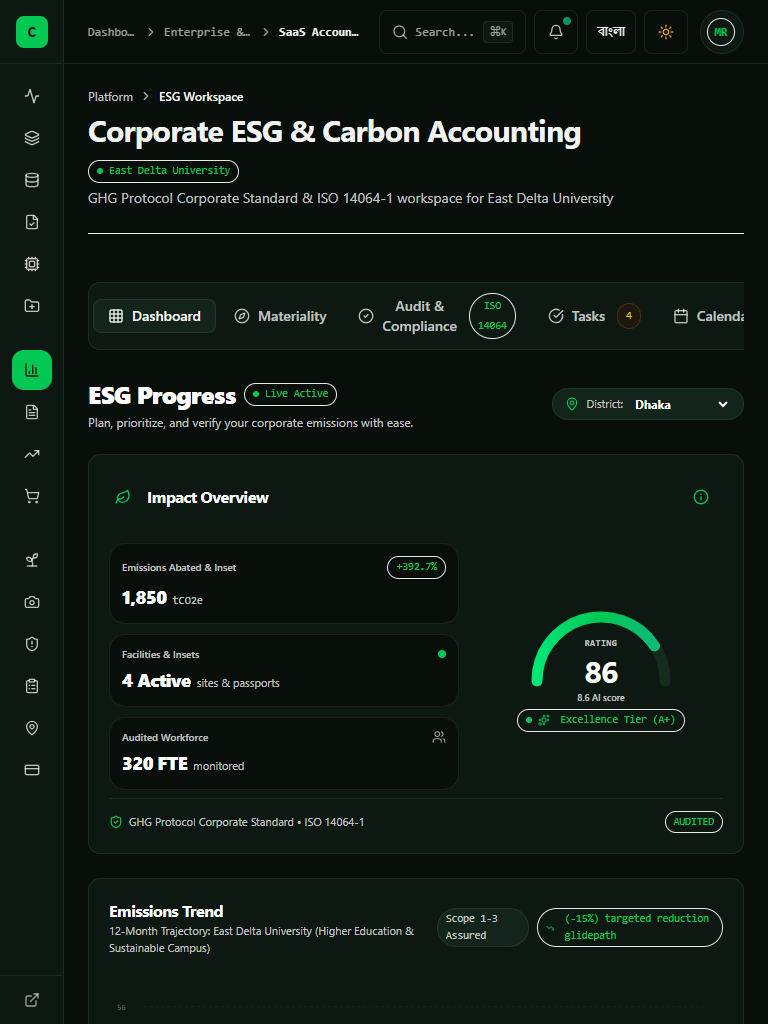 C
Dashbo… > Enterprise &… > SaaS Accoun…
Search... ⌘K
বাংলা
MR
Platform > ESG Workspace
Corporate ESG & Carbon Accounting
East Delta University
GHG Protocol Corporate Standard & ISO 14064-1 workspace for East Delta University
Dashboard
Materiality
Audit &
Compliance
ISO
14064
Tasks 4
Calenda
ESG Progress
Live Active
Plan, prioritize, and verify your corporate emissions with ease.
District: Dhaka
Impact Overview
Emissions Abated & Inset
+392.7%
1,850 tCO2e
Facilities & Insets
4 Active sites & passports
Audited Workforce
320 FTE monitored
RATING
86
8.6 AI score
Excellence Tier (A+)
GHG Protocol Corporate Standard • ISO 14064-1
AUDITED
Emissions Trend
12-Month Trajectory: East Delta University (Higher Education &
Sustainable Campus)
Scope 1-3
Assured
(-15%) targeted reduction
glidepath
56